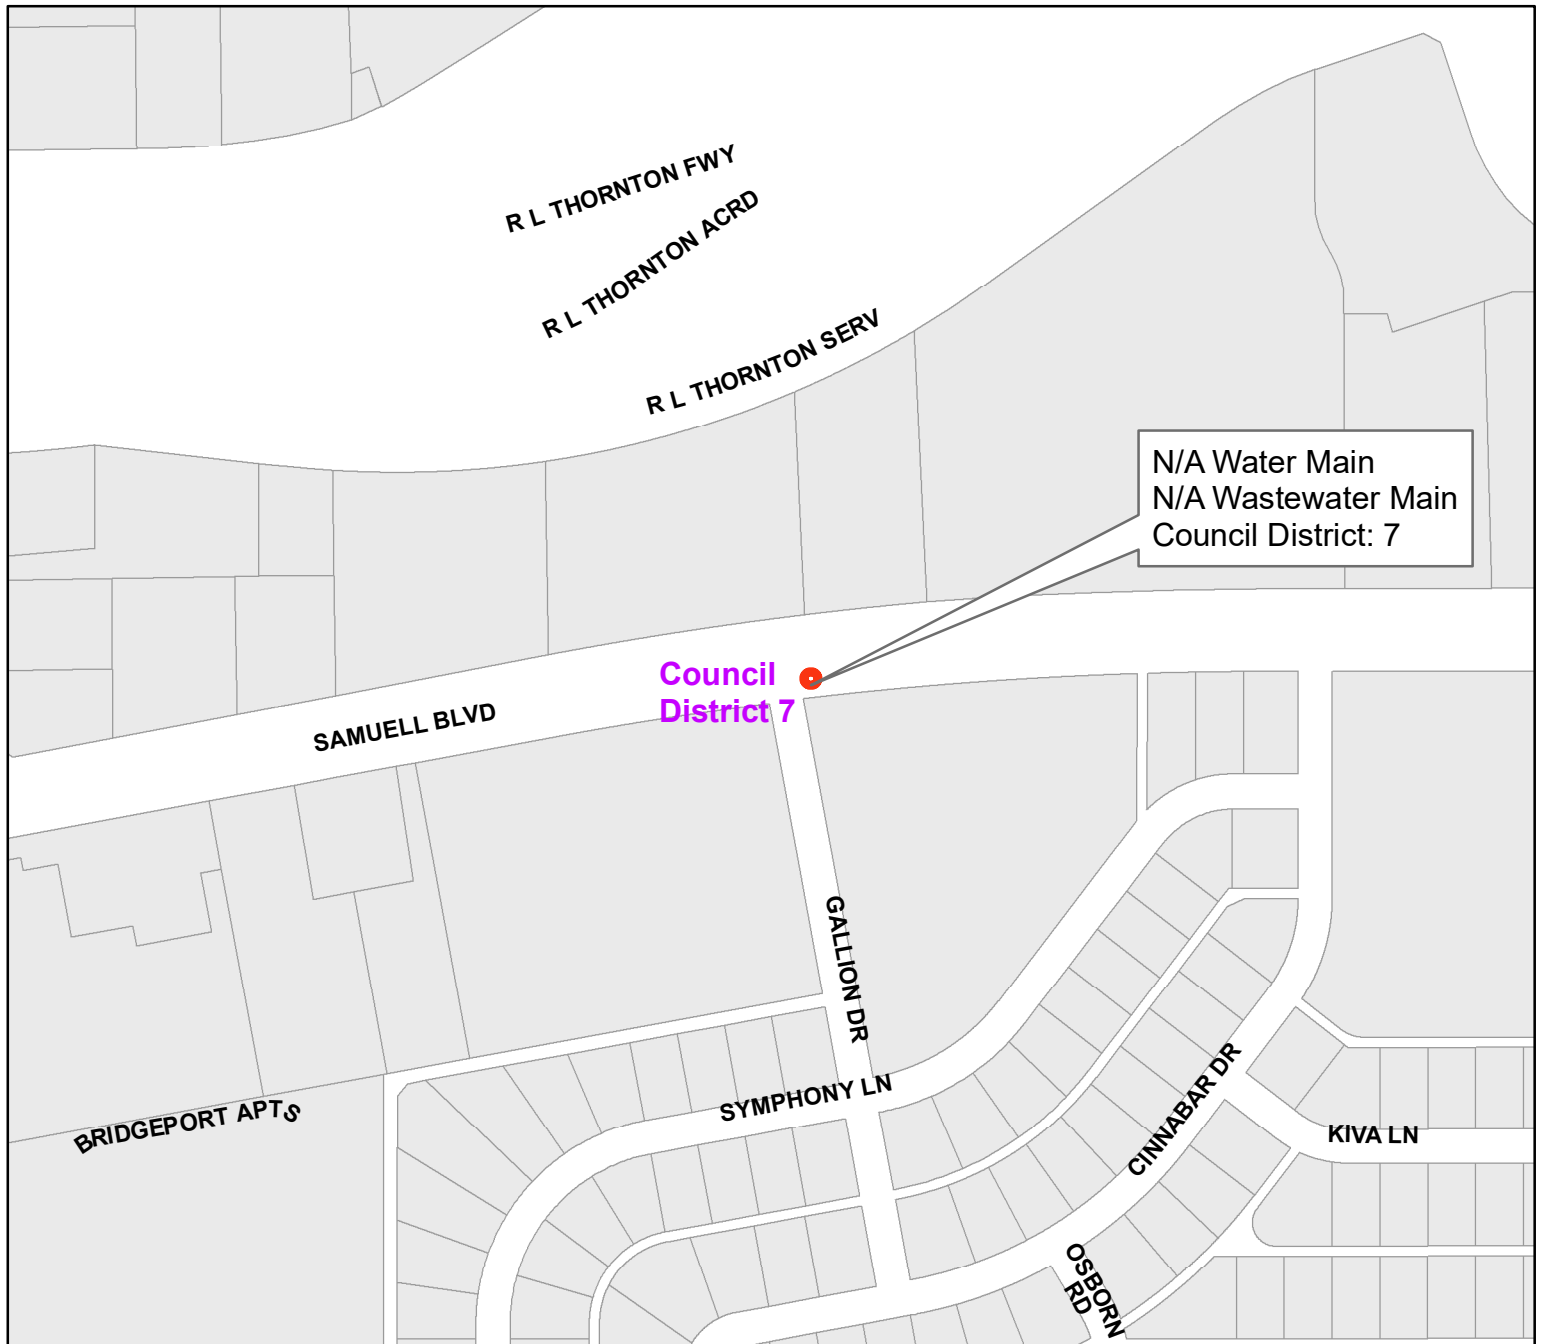 R L THORNTON FWY
R L THORNTON ACRD
R L THORNTON SERV
N/A Water Main
N/A Wastewater Main
Council District: 7
Council
District 7
SAMUELL BLVD
GALLION DR
SYMPHONY LN
BRIDGEPORT APTS
CINNABAR DR
KIVA LN
OSBORN
RD